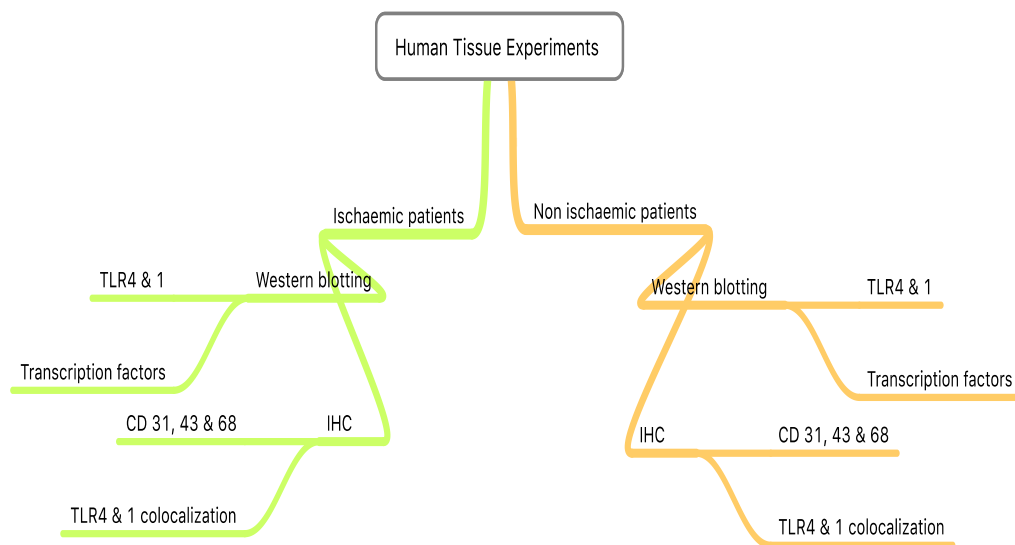 Human Tissue Experiments
Ischaemic patients
Western blotting
TLR4 & 1
Transcription factors
IHC
CD 31, 43 & 68
TLR4 & 1 colocalization
Non ischaemic patients
Western blotting
TLR4 & 1
Transcription factors
IHC
CD 31, 43 & 68
TLR4 & 1 colocalization